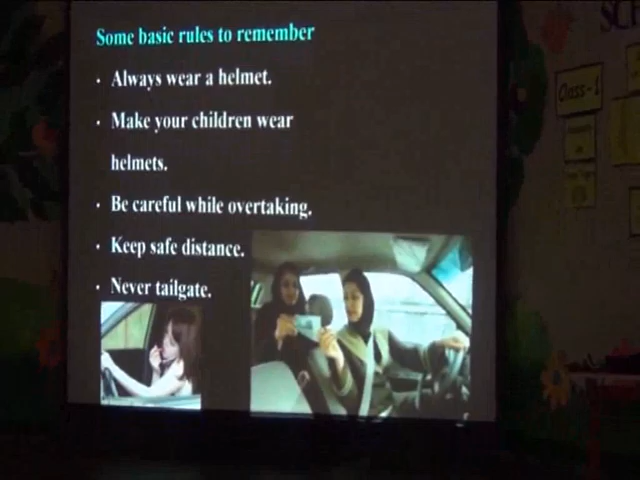 Some basic rules to remember
• Always wear a helmet.
• Make your children wear
helmets.
• Be careful while overtaking.
• Keep safe distance.
• Never tailgate.
SC
Class-1